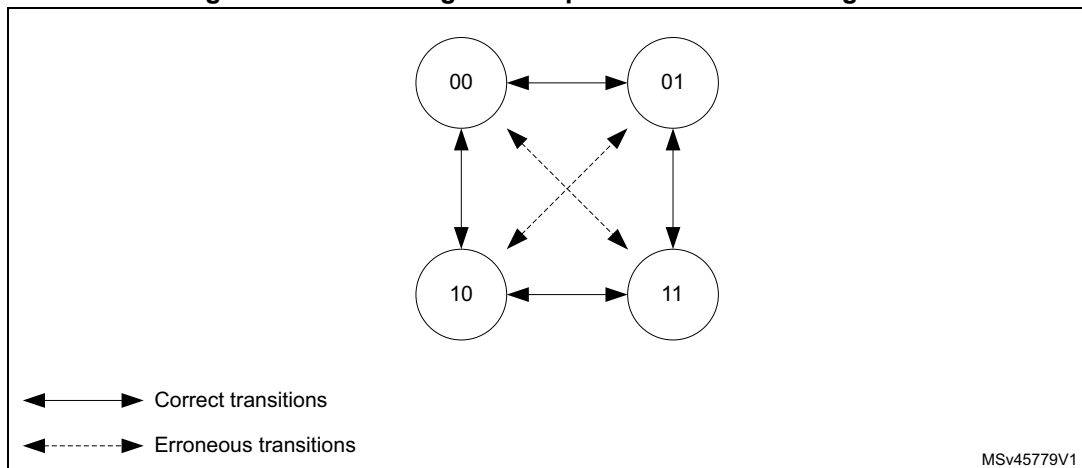 00 01
10 11
Correct transitions
Erroneous transitions
MSv45779V1